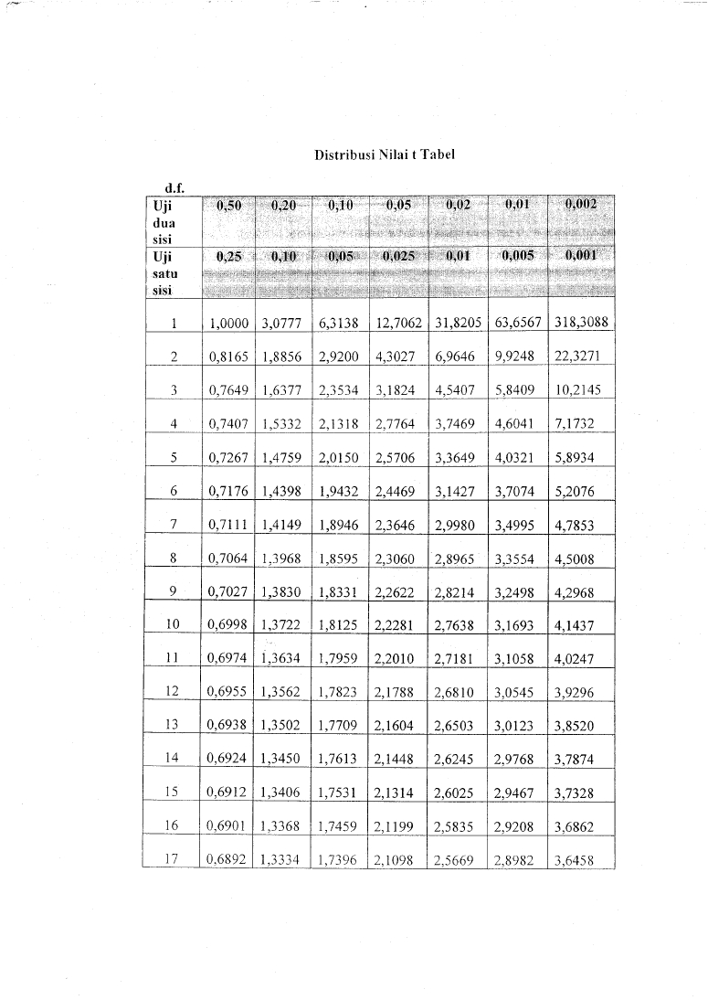 Distribusi Nilai t Tabel
d.f.
Uji dua sisi 0,50 0,20 0,10 0,05 0,02 0,01 0,002
Uji satu sisi 0,25 0,10 0,05 0,025 0,01 0,005 0,001
1 1,0000 3,0777 6,3138 12,7062 31,8205 63,6567 318,3088
2 0,8165 1,8856 2,9200 4,3027 6,9646 9,9248 22,3271
3 0,7649 1,6377 2,3534 3,1824 4,5407 5,8409 10,2145
4 0,7407 1,5332 2,1318 2,7764 3,7469 4,6041 7,1732
5 0,7267 1,4759 2,0150 2,5706 3,3649 4,0321 5,8934
6 0,7176 1,4398 1,9432 2,4469 3,1427 3,7074 5,2076
7 0,7111 1,4149 1,8946 2,3646 2,9980 3,4995 4,7853
8 0,7064 1,3968 1,8595 2,3060 2,8965 3,3554 4,5008
9 0,7027 1,3830 1,8331 2,2622 2,8214 3,2498 4,2968
10 0,6998 1,3722 1,8125 2,2281 2,7638 3,1693 4,1437
11 0,6974 1,3634 1,7959 2,2010 2,7181 3,1058 4,0247
12 0,6955 1,3562 1,7823 2,1788 2,6810 3,0545 3,9296
13 0,6938 1,3502 1,7709 2,1604 2,6503 3,0123 3,8520
14 0,6924 1,3450 1,7613 2,1448 2,6245 2,9768 3,7874
15 0,6912 1,3406 1,7531 2,1314 2,6025 2,9467 3,7328
16 0,6901 1,3368 1,7459 2,1199 2,5835 2,9208 3,6862
17 0,6892 1,3334 1,7396 2,1098 2,5669 2,8982 3,6458